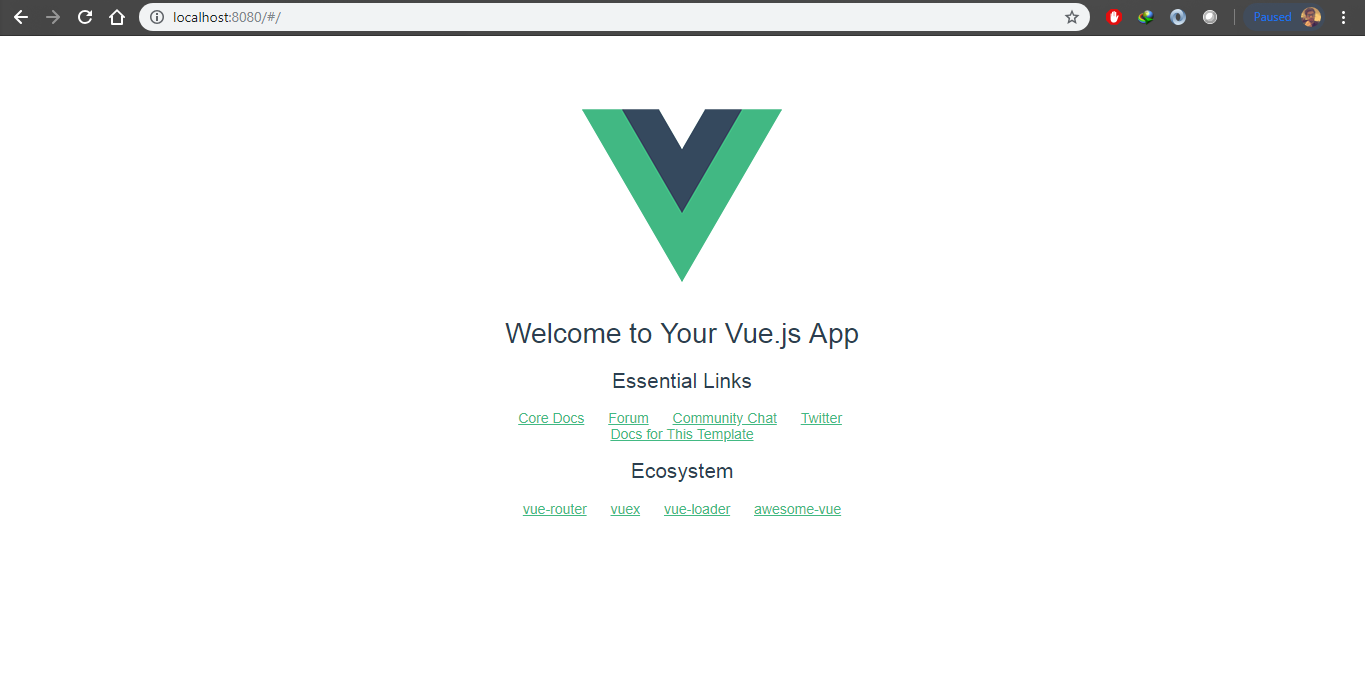 localhost:8080/#/ Paused
Welcome to Your Vue.js App
Essential Links
Core Docs Forum Community Chat Twitter
Docs for This Template
Ecosystem
vue-router vuex vue-loader awesome-vue